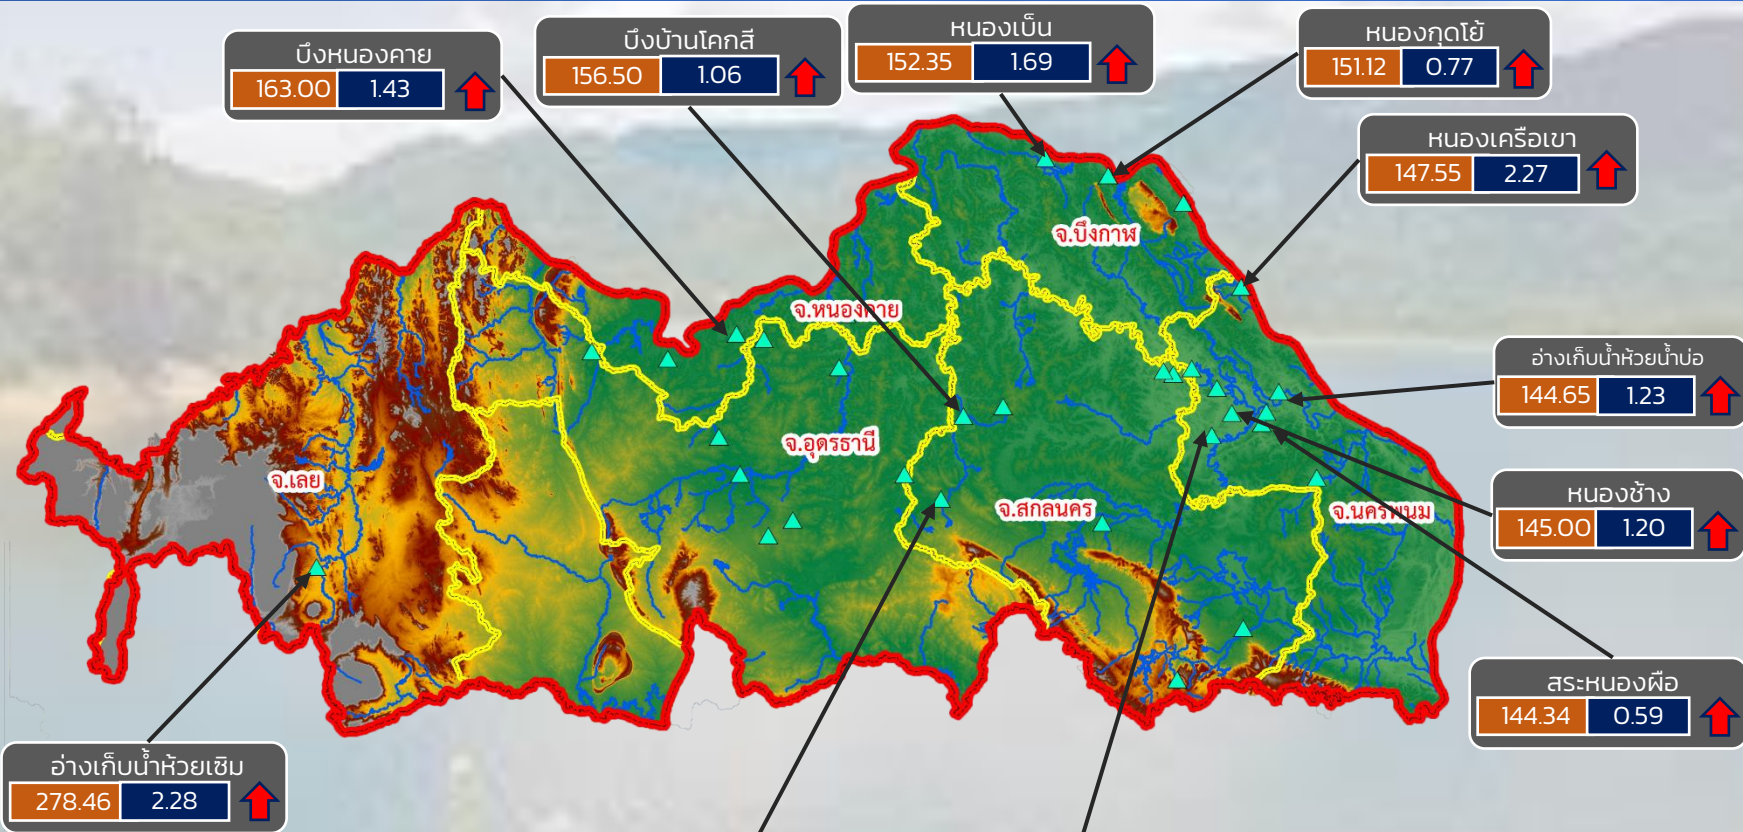 บึงหนองคาย
163.00 1.43
บึงบ้านโคกสี
156.50 1.06
หนองเบ็น
152.35 1.69
หนองกุดโย้
151.12 0.77
หนองเครือเขา
147.55 2.27
จ.บึงกาฬ
จ.หนองคาย
อ่างเก็บน้ำห้วยน้ำบ่อ
144.65 1.23
จ.อุดรธานี
จ.เลย
จ.สกลนคร
จ.นครพนม
หนองช้าง
145.00 1.20
สระหนองผือ
144.34 0.59
อ่างเก็บน้ำห้วยเซิม
278.46 2.28